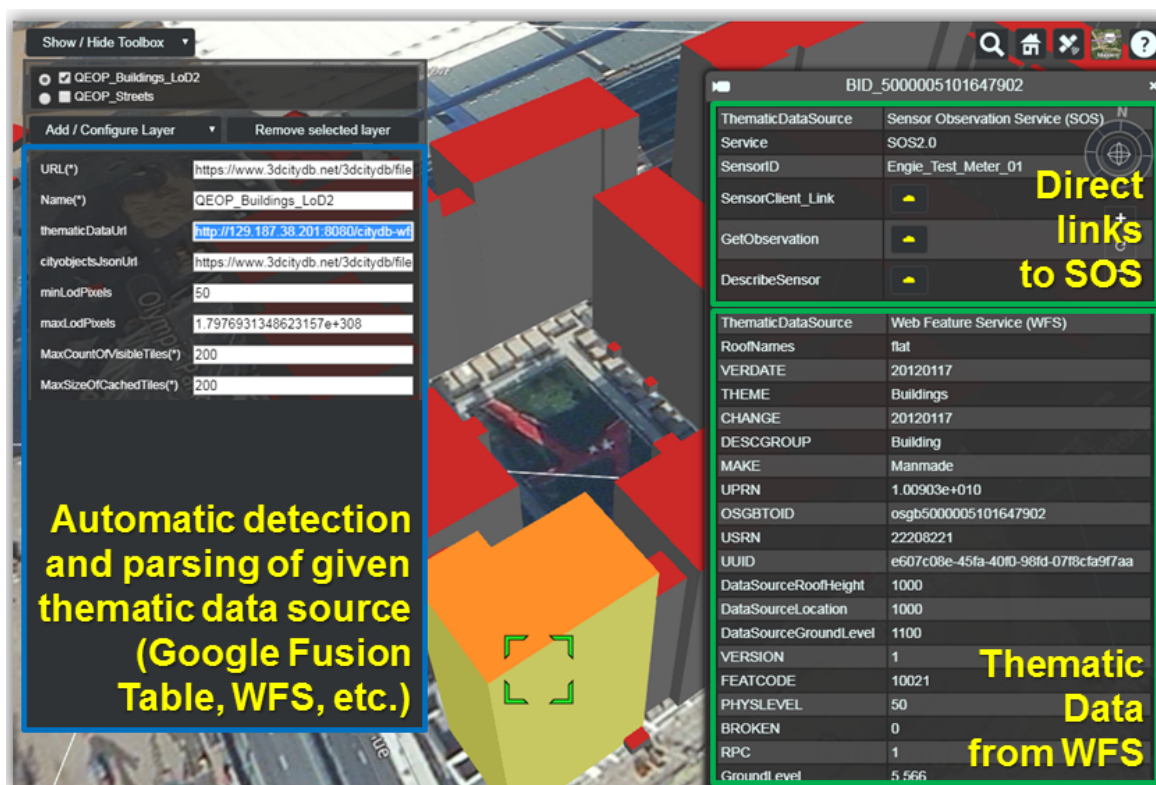 Show / Hide Toolbox
QEOP_Buildings_LoD2
QEOP_Streets
Add / Configure Layer
Remove selected layer
URL(*) https://www.3dcitydb.net/3dcitydb/file
Name(*) QEOP_Buildings_LoD2
thematicDataUrl http://129.187.38.201:8080/citydb-wf
cityobjectsJsonUrl https://www.3dcitydb.net/3dcitydb/file
minLodPixels 50
maxLodPixels 1.7976931348623157e+308
MaxCountOfVisibleTiles(*) 200
MaxSizeOfCachedTiles(*) 200
Automatic detection
and parsing of given
thematic data source
(Google Fusion
Table, WFS, etc.)
BID_5000005101647902
ThematicDataSource Sensor Observation Service (SOS)
Service SOS2.0
SensorID Engie_Test_Meter_01
SensorClient_Link
GetObservation
DescribeSensor
N
Direct
links
to SOS
ThematicDataSource Web Feature Service (WFS)
RoofNames flat
VERDATE 20120117
THEME Buildings
CHANGE 20120117
DESCGROUP Building
MAKE Manmade
UPRN 1.00903e+010
OSGBTOID osgb5000005101647902
USRN 22208221
UUID e607c08e-45fa-40f0-98fd-07f8cfa9f7aa
DataSourceRoofHeight 1000
DataSourceLocation 1000
DataSourceGroundLevel 1100
VERSION 1
FEATCODE 10021
PHYSLEVEL 50
BROKEN 0
RPC 1
GroundLevel 5.566
Thematic
Data
from WFS